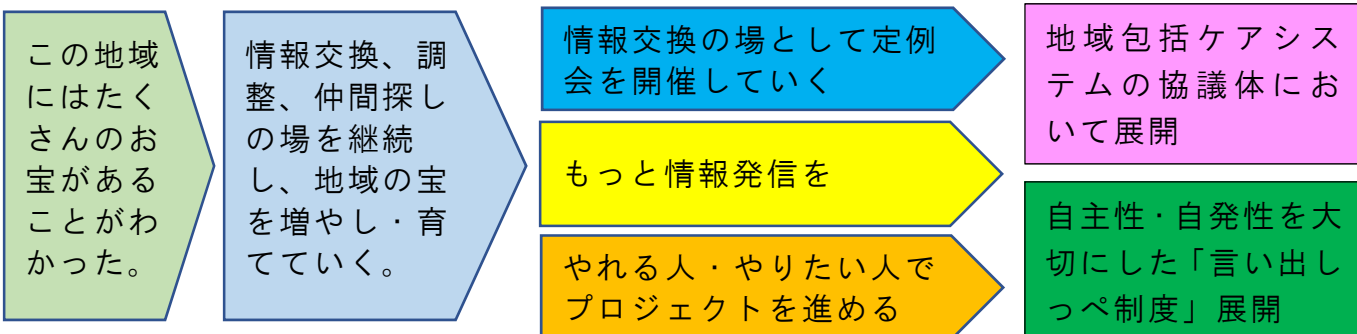 この地域
にはたく
さんのお
宝がある
ことがわ
かった。
情報交換、調
整、仲間探し
の場を継続
し、地域の宝
を増やし・育
てていく。
情報交換の場として定例
会を開催していく
もっと情報発信を
やれる人・やりたい人で
プロジェクトを進める
地域包括ケアシス
テムの協議体にお
いて展開
自主性・自発性を大
切にした「言い出し
っぺ制度」展開